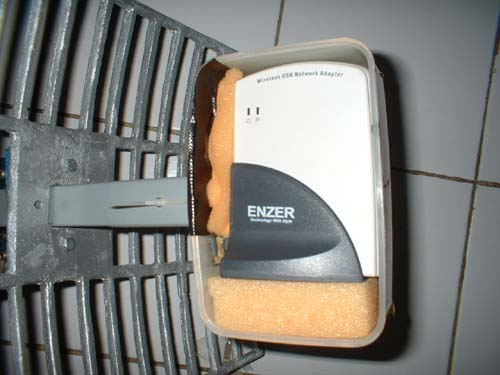 Wireless USB Network Adapter
ENZER
Technology With Style